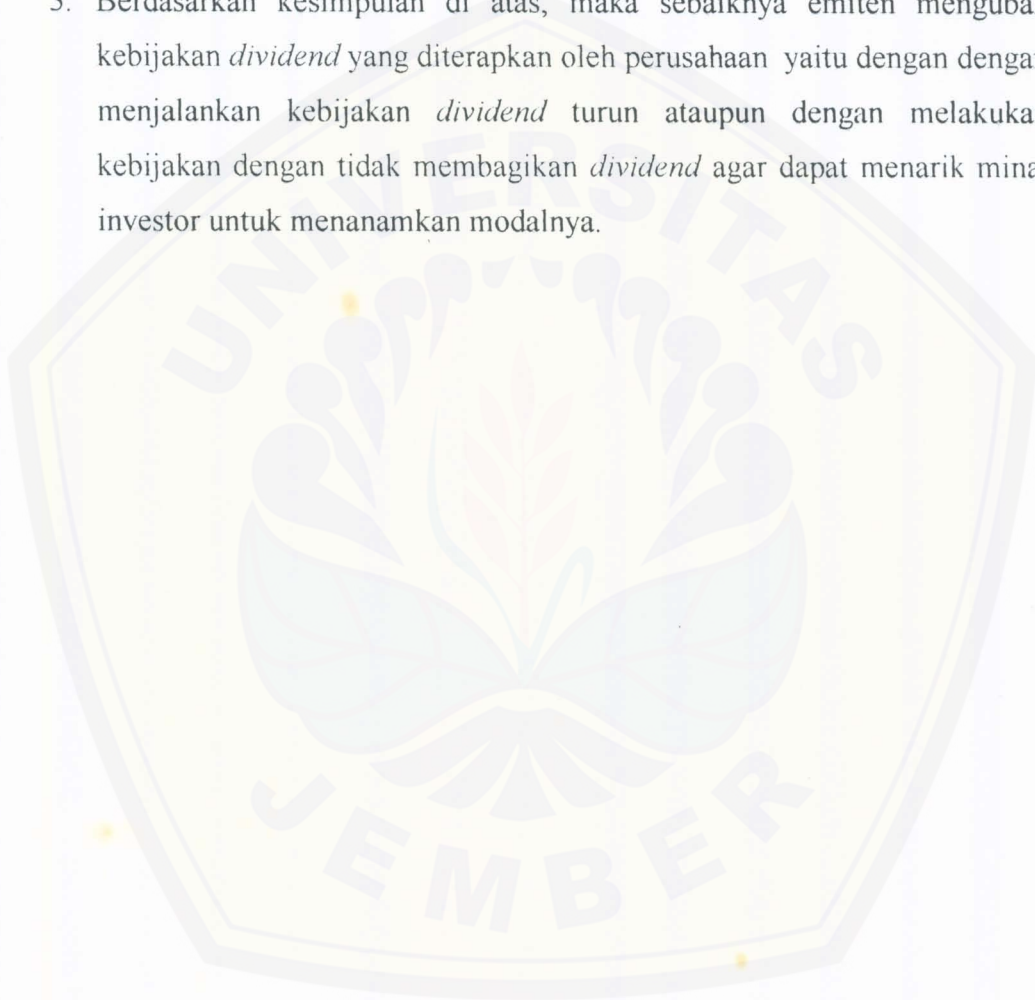 3. Berdasarkan kesimpulan di atas, maka sebaiknya emiten menguba
kebijakan dividend yang diterapkan oleh perusahaan yaitu dengan denga
menjalankan kebijakan dividend turun ataupun dengan melakuka
kebijakan dengan tidak membagikan dividend agar dapat menarik mina
investor untuk menanamkan modalnya.
UNIVERSITAS
JEMBER